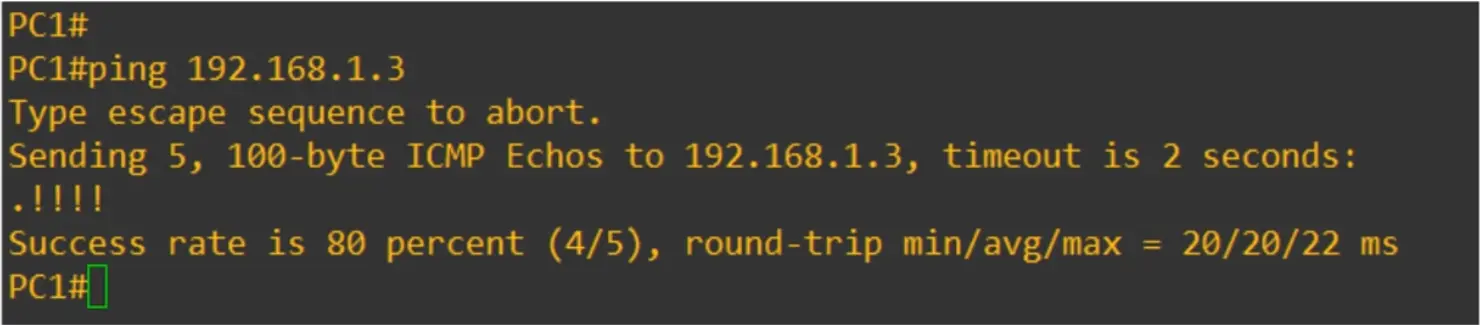 PC1#
PC1#ping 192.168.1.3
Type escape sequence to abort.
Sending 5, 100-byte ICMP Echos to 192.168.1.3, timeout is 2 seconds:
.!!!!
Success rate is 80 percent (4/5), round-trip min/avg/max = 20/20/22 ms
PC1#